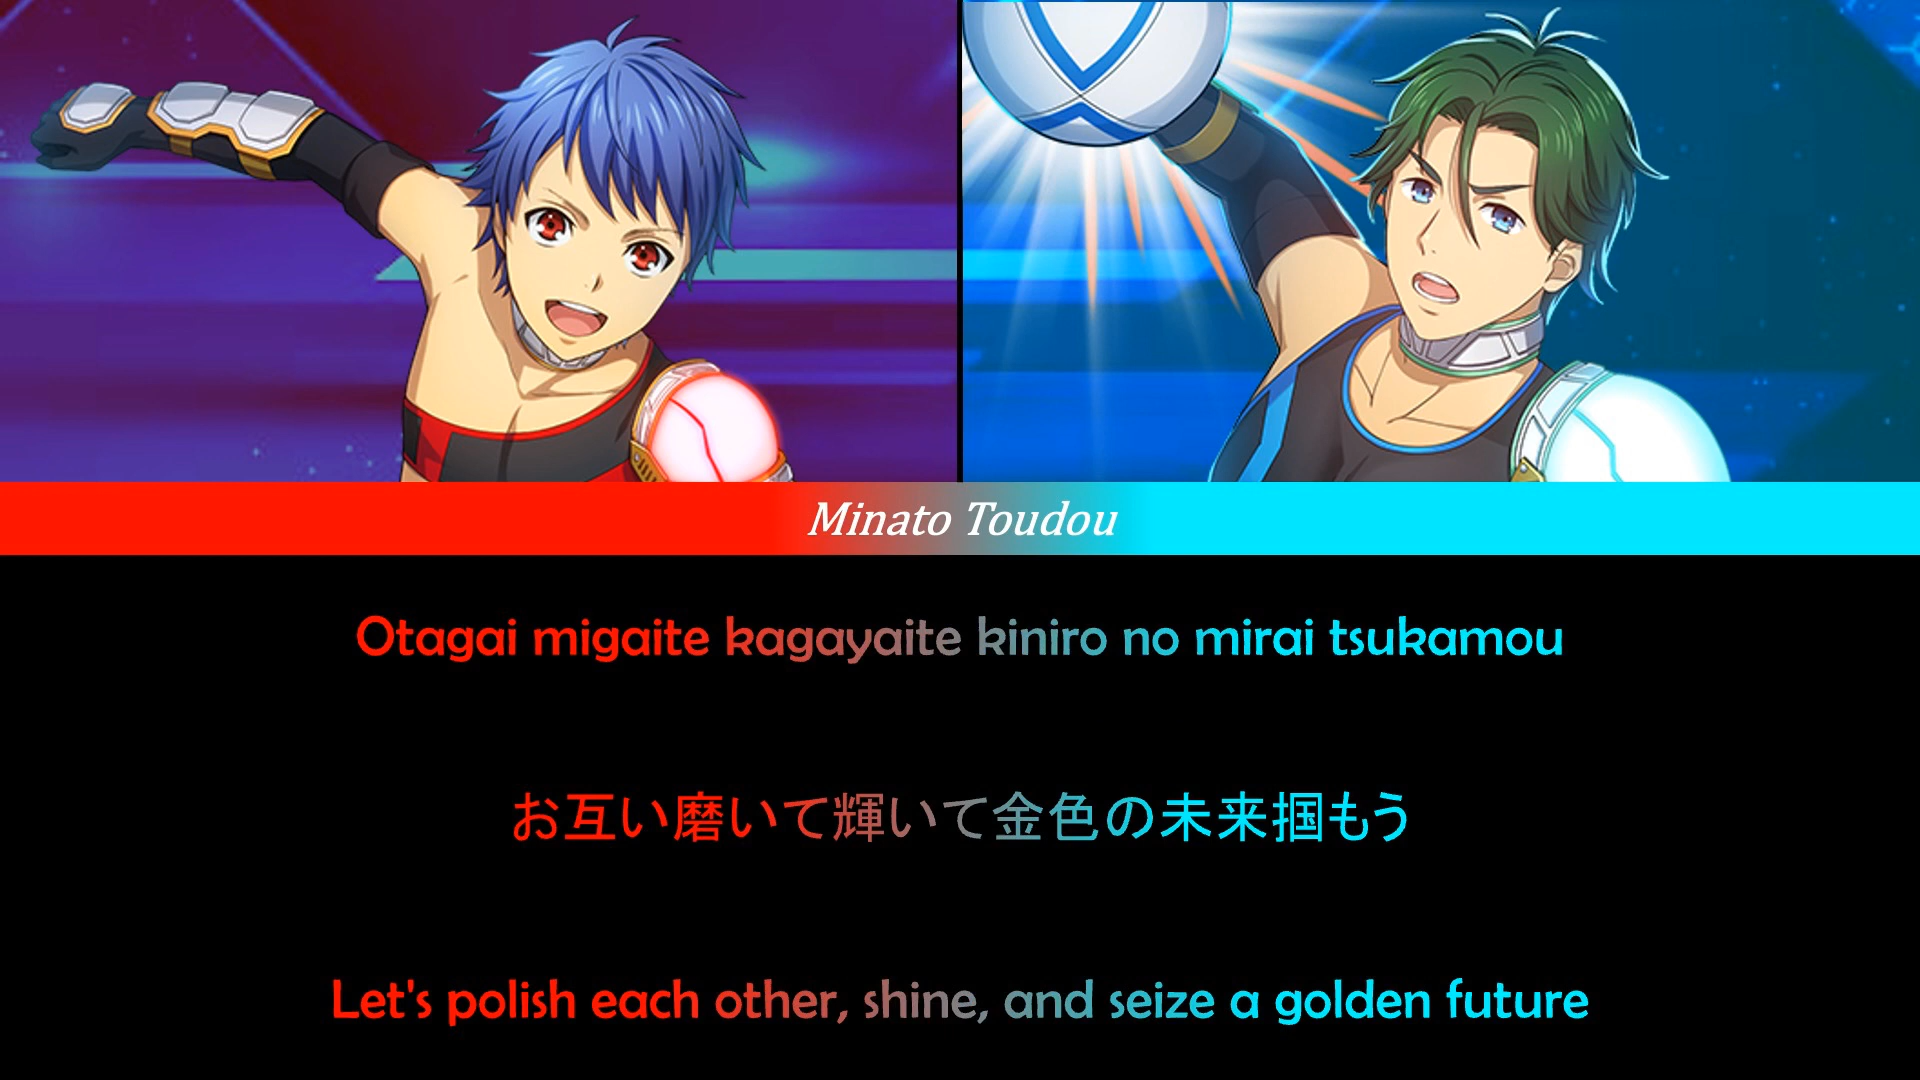 Minato Toudou
Otagai migaite kagayaite kiniro no mirai tsukamou
お互い磨いて輝いて金色の未来掴もう
Let's polish each other, shine, and seize a golden future